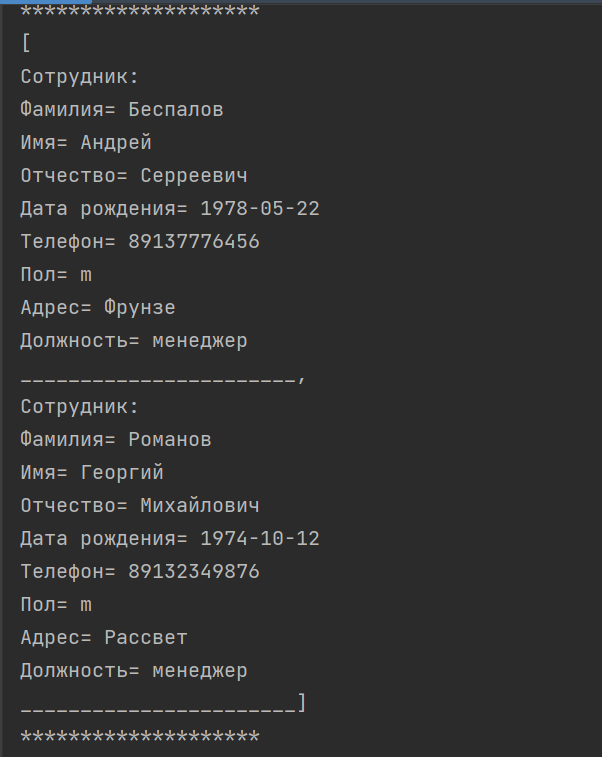 ********************
[
Сотрудник:
Фамилия= Беспалов
Имя= Андрей
Отчество= Серреевич
Дата рождения= 1978-05-22
Телефон= 89137776456
Пол= m
Адрес= Фрунзе
Должность= менеджер
_______________________,
Сотрудник:
Фамилия= Романов
Имя= Георгий
Отчество= Михайлович
Дата рождения= 1974-10-12
Телефон= 89132349876
Пол= m
Адрес= Рассвет
Должность= менеджер
_______________________]
********************